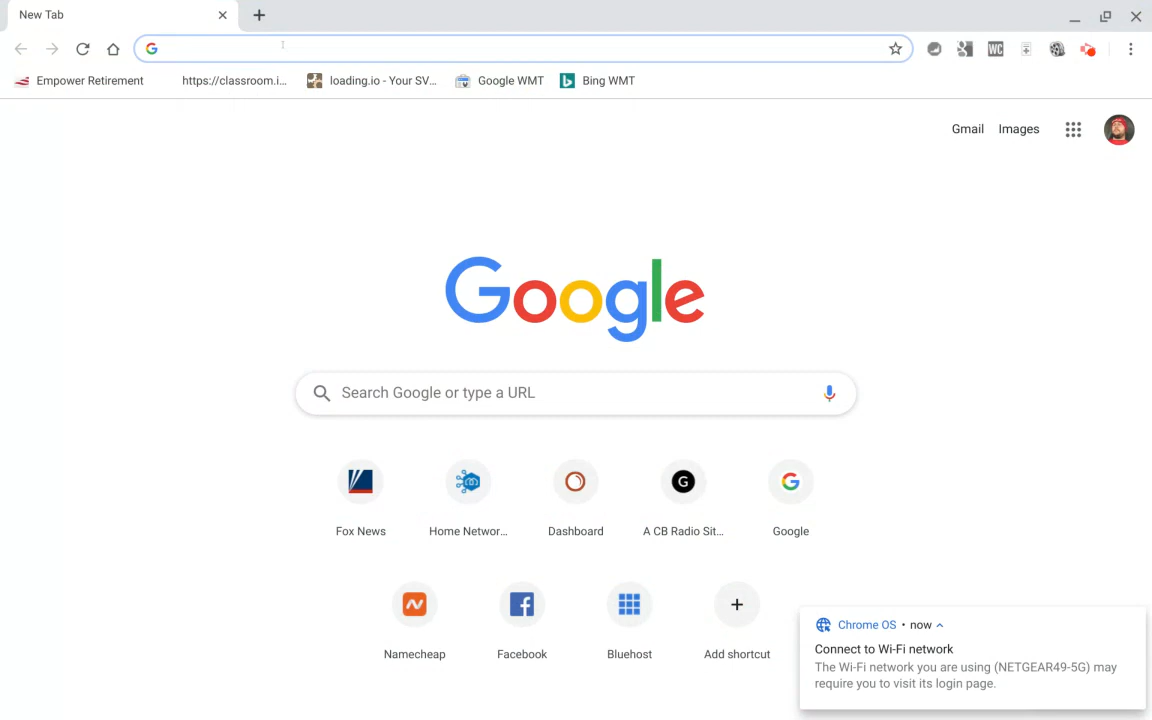 New Tab
Empower Retirement
https://classroom.i...
loading.io - Your SV...
Google WMT
Bing WMT
WC
Gmail
Images
Google
Search Google or type a URL
G
Fox News
Home Networ...
Dashboard
A CB Radio Sit...
Google
Namecheap
Facebook
Bluehost
Add shortcut
Chrome OS • now
Connect to Wi-Fi network
The Wi-Fi network you are using (NETGEAR49-5G) may
require you to visit its login page.